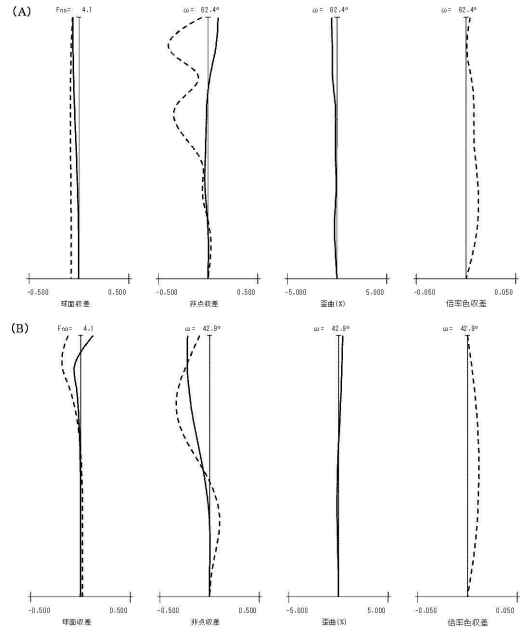 (A)
Fno= 4.1 ω= 62.4° ω= 62.4° ω= 62.4°
-0.500 0.500 -0.500 0.500 -5.000 5.000 -0.050 0.050
球面収差 非点収差 歪曲(%) 倍率色収差
(B)
Fno= 4.1 ω= 42.9° ω= 42.9° ω= 42.9°
-0.500 0.500 -0.500 0.500 -5.000 5.000 -0.050 0.050
球面収差 非点収差 歪曲(%) 倍率色収差